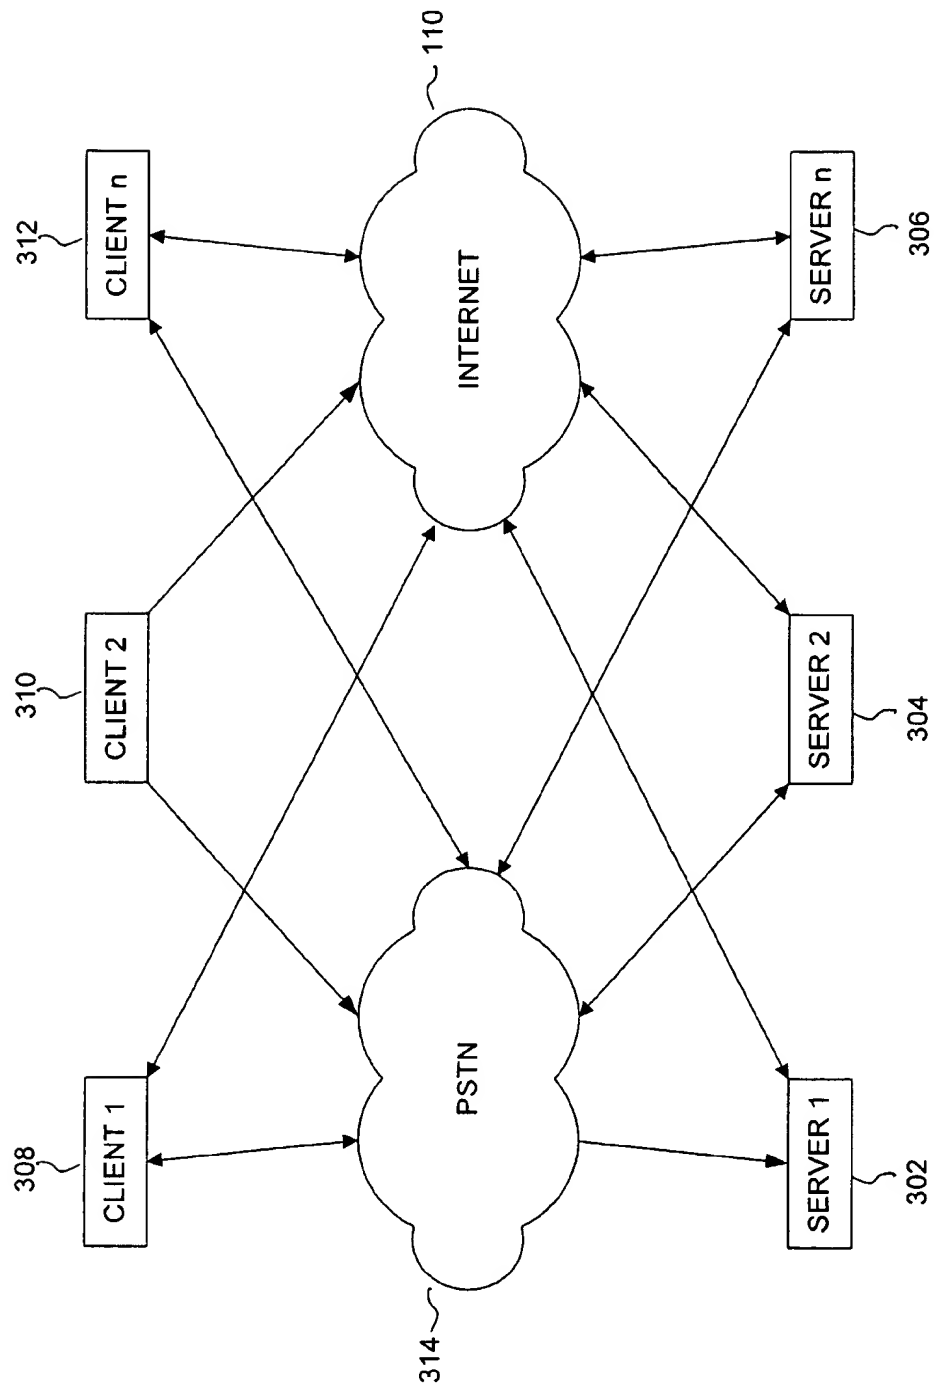 308
CLIENT 1
310
CLIENT 2
312
CLIENT n
314
PSTN
INTERNET
110
SERVER 1
302
SERVER 2
304
SERVER n
306